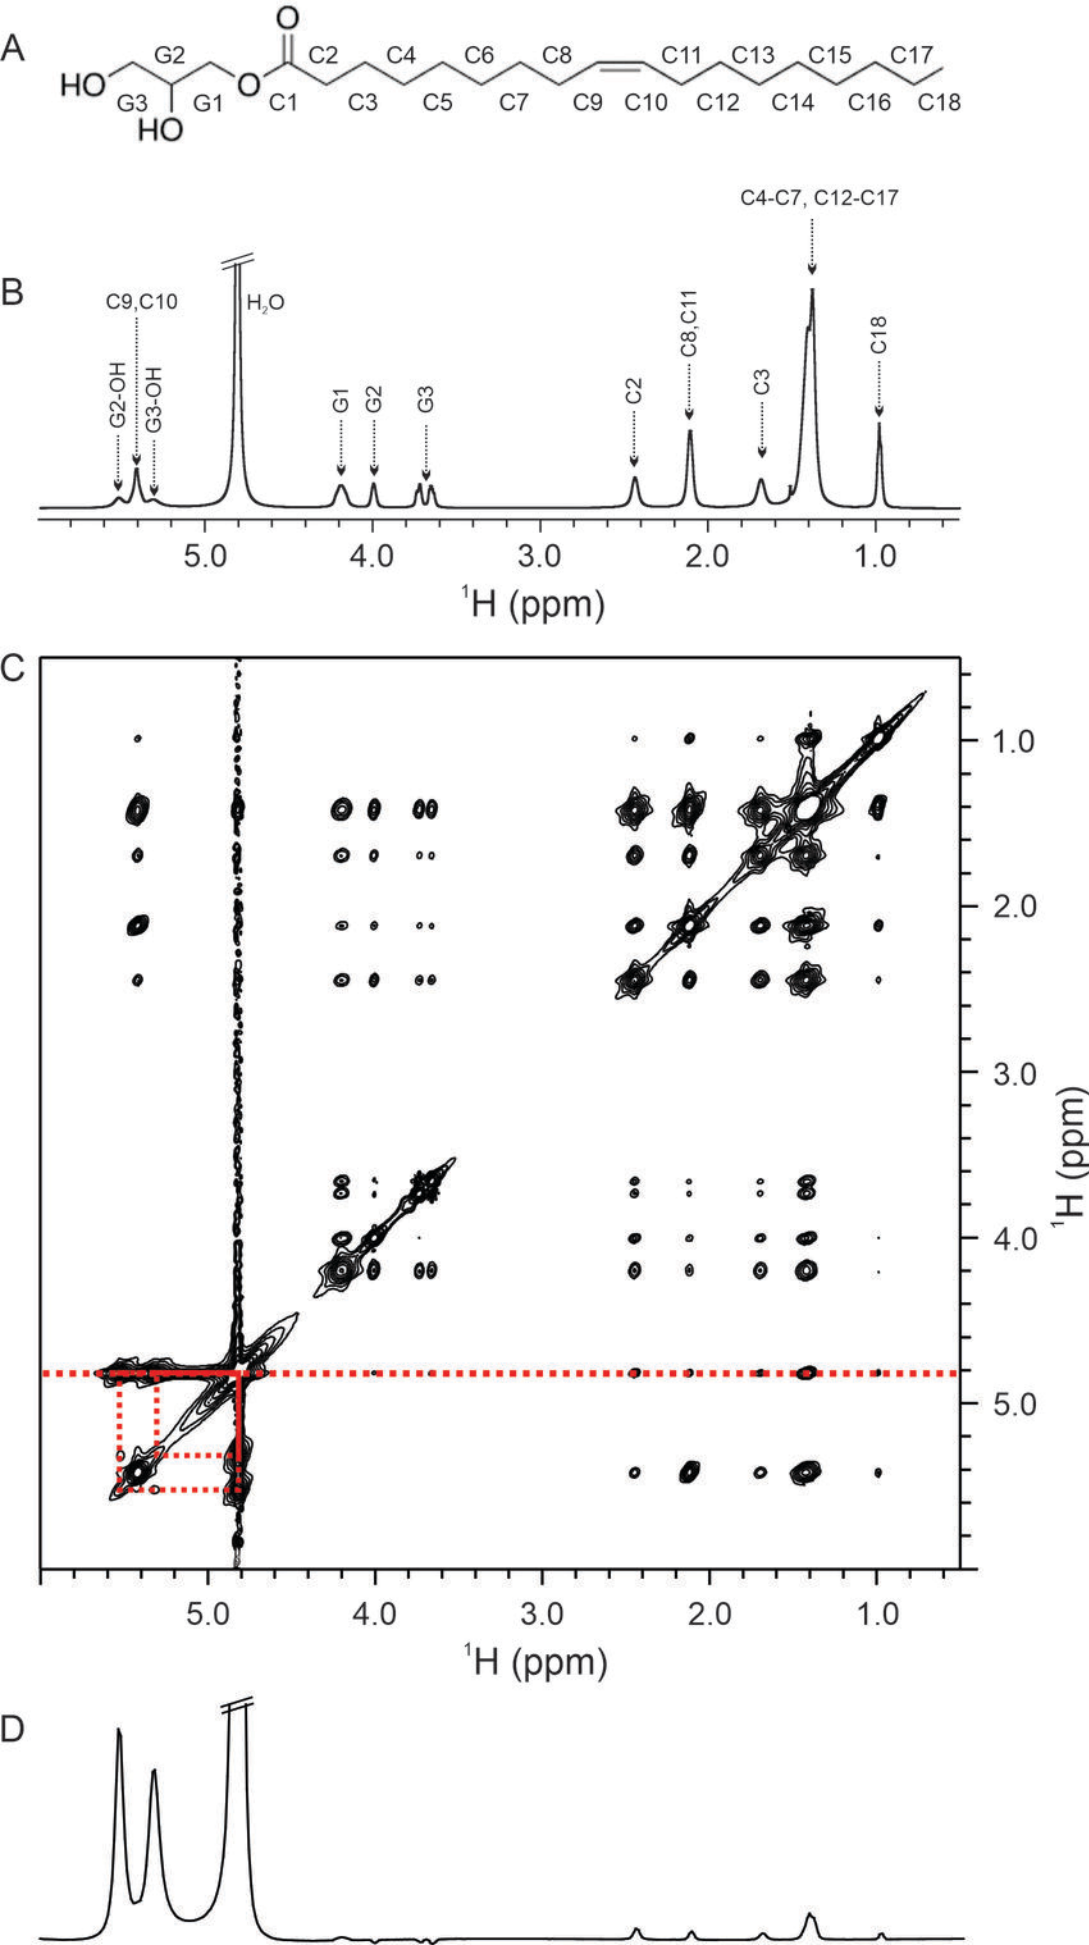 A
O
G2 C2 C4 C6 C8 C11 C13 C15 C17
HO O
G3 G1 C1 C3 C5 C7 C9 C10 C12 C14 C16 C18
HO
C4-C7, C12-C17
B
C9,C10
H₂O
G2-OH
G3-OH
G1
G2
G3
C2
C8,C11
C3
C18
5.0 4.0 3.0 2.0 1.0
¹H (ppm)
C
1.0
2.0
3.0
4.0
5.0
¹H (ppm)
5.0 4.0 3.0 2.0 1.0
¹H (ppm)
D